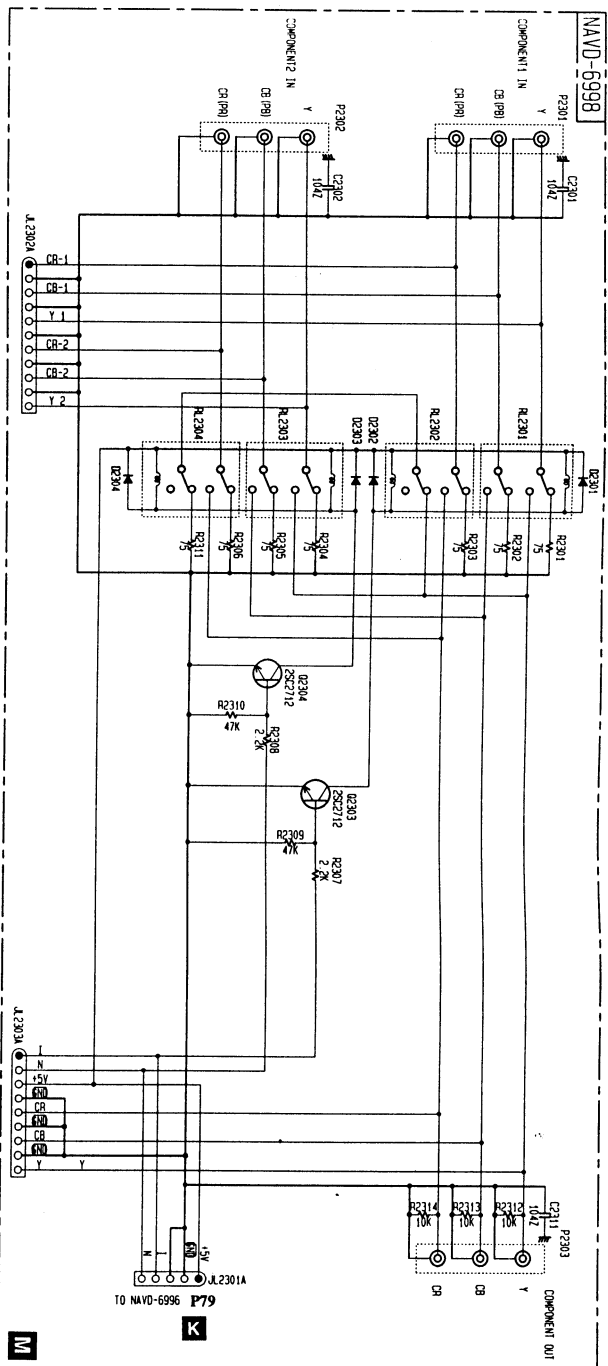 NAVD-6998
COMPONENT1 IN
P2301
Y
CB(PB)
CR(PR)
C2301
104Z
COMPONENT2 IN
P2302
Y
CB(PB)
CR(PR)
C2302
104Z
JL2302A
CR-1
CB-1
Y 1
CR-2
CB-2
Y 2
D2301
RL2301
RL2302
D2302
D2303
RL2303
RL2304
D2304
R2301
75
R2302
75
R2303
75
R2304
75
R2305
75
R2306
75
R2311
75
Q2304
2SC2712
R2310
47K
R2308
2.2K
Q2303
2SC2712
R2309
47K
R2307
2.2K
JL2303A
I
N
+5V
GND
CR
GND
CB
GND
Y
Y
+5V
GND
I
N
JL2301A
TO NAVD-6996 P79
K
R2314
10K
R2313
10K
R2312
10K
C2311
104Z
P2303
COMPONENT OUT
Y
CB
CR
M